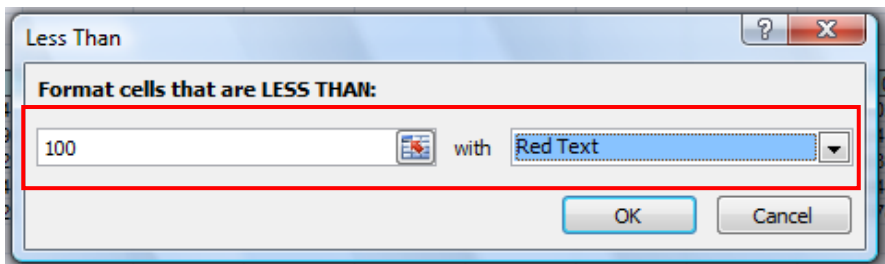 Less Than
Format cells that are LESS THAN:
100 with Red Text
OK Cancel